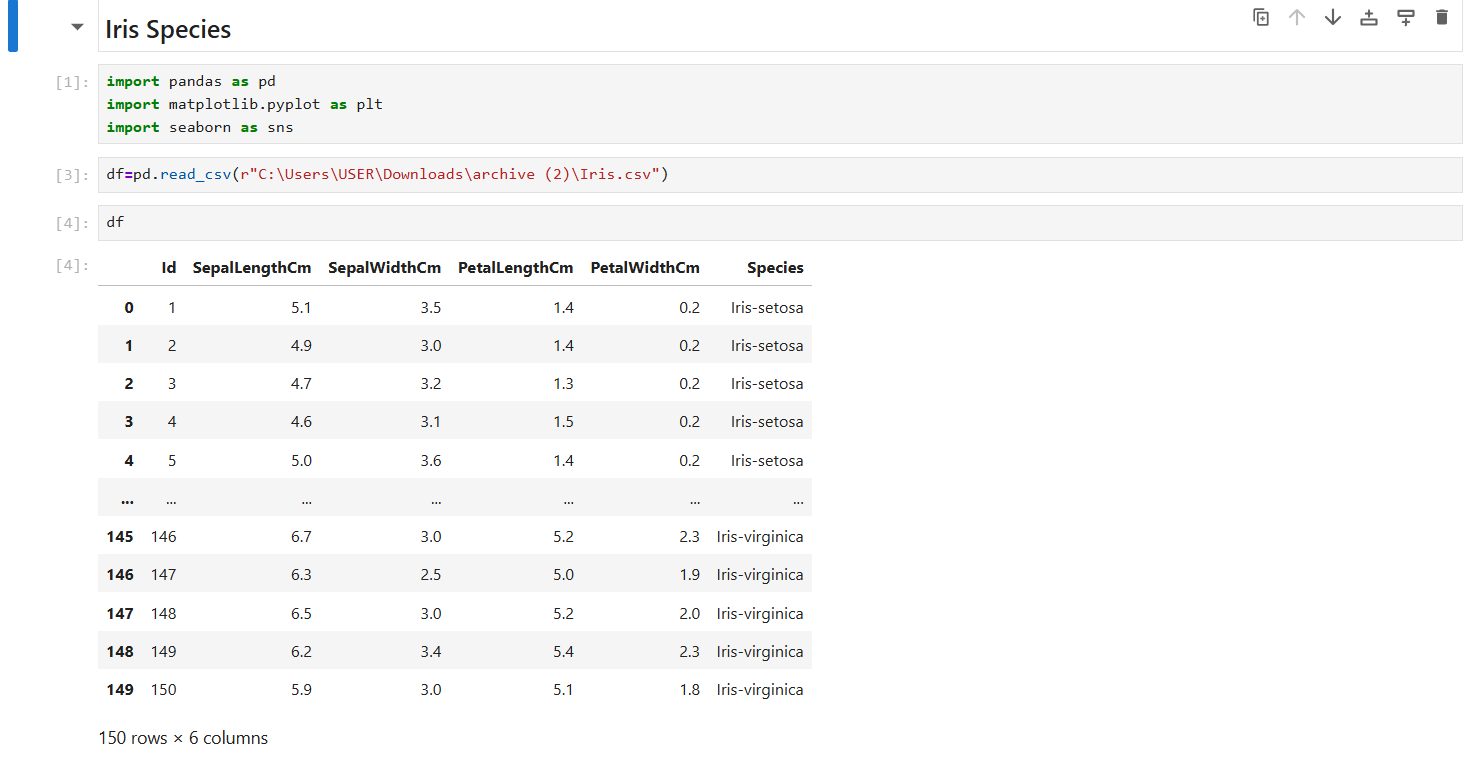 Iris Species
[1]: import pandas as pd
import matplotlib.pyplot as plt
import seaborn as sns
[3]: df=pd.read_csv(r"C:\Users\USER\Downloads\archive (2)\Iris.csv")
[4]: df
[4]: Id SepalLengthCm SepalWidthCm PetalLengthCm PetalWidthCm Species
0 1 5.1 3.5 1.4 0.2 Iris-setosa
1 2 4.9 3.0 1.4 0.2 Iris-setosa
2 3 4.7 3.2 1.3 0.2 Iris-setosa
3 4 4.6 3.1 1.5 0.2 Iris-setosa
4 5 5.0 3.6 1.4 0.2 Iris-setosa
... ... ... ... ... ... ...
145 146 6.7 3.0 5.2 2.3 Iris-virginica
146 147 6.3 2.5 5.0 1.9 Iris-virginica
147 148 6.5 3.0 5.2 2.0 Iris-virginica
148 149 6.2 3.4 5.4 2.3 Iris-virginica
149 150 5.9 3.0 5.1 1.8 Iris-virginica
150 rows × 6 columns